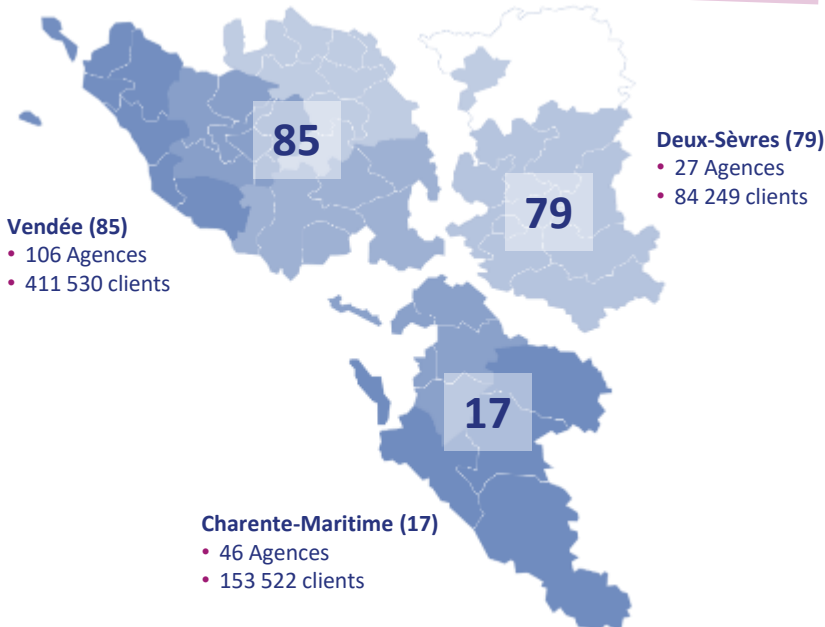 85
79
17
Deux-Sèvres (79)
• 27 Agences
• 84 249 clients
Vendée (85)
• 106 Agences
• 411 530 clients
Charente-Maritime (17)
• 46 Agences
• 153 522 clients